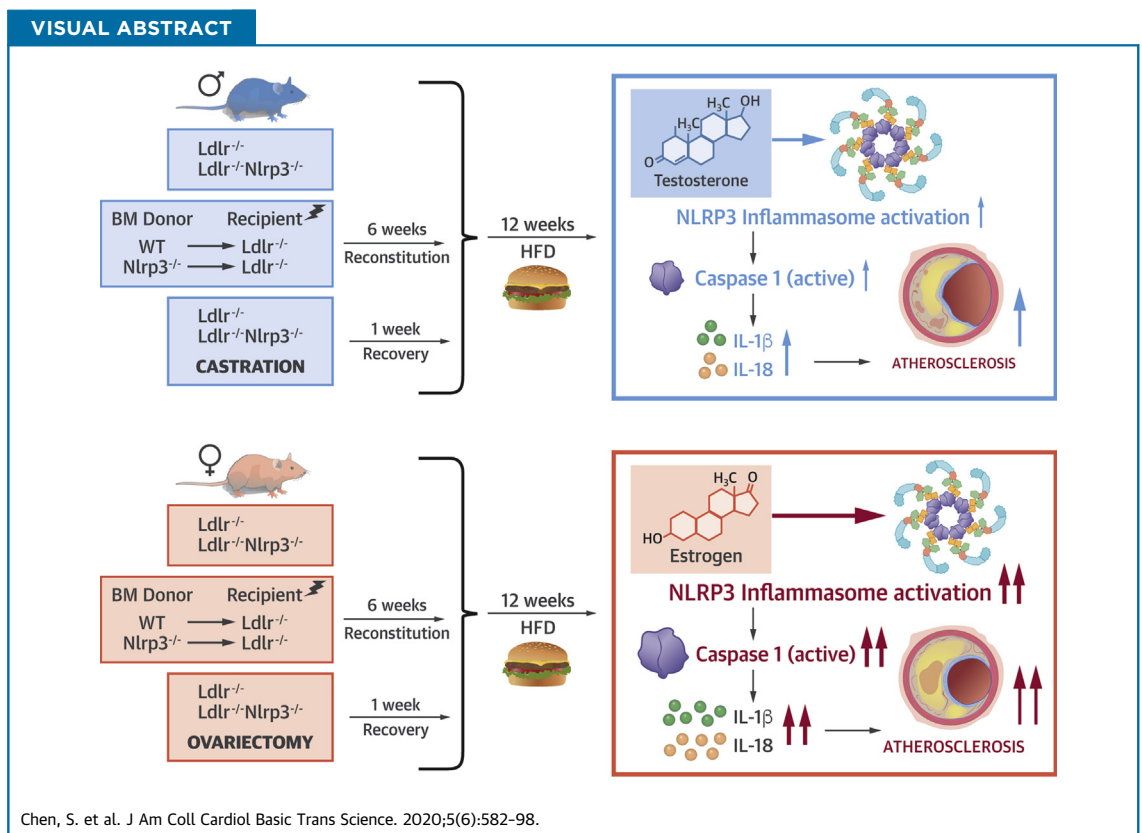 VISUAL ABSTRACT
♂
Ldlr⁻/⁻
Ldlr⁻/⁻Nlrp3⁻/⁻
BM Donor Recipient
WT → Ldlr⁻/⁻
Nlrp3⁻/⁻ → Ldlr⁻/⁻
6 weeks
Reconstitution
Ldlr⁻/⁻
Ldlr⁻/⁻Nlrp3⁻/⁻
CASTRATION
1 week
Recovery
12 weeks
HFD
H₃C OH
H₃C
O
Testosterone
NLRP3 Inflammasome activation ↑
Caspase 1 (active) ↑
IL-1β
IL-18
ATHEROSCLEROSIS
♀
Ldlr⁻/⁻
Ldlr⁻/⁻Nlrp3⁻/⁻
BM Donor Recipient
WT → Ldlr⁻/⁻
Nlrp3⁻/⁻ → Ldlr⁻/⁻
6 weeks
Reconstitution
Ldlr⁻/⁻
Ldlr⁻/⁻Nlrp3⁻/⁻
OVARIECTOMY
1 week
Recovery
12 weeks
HFD
H₃C O
HO
Estrogen
NLRP3 Inflammasome activation ↑↑
Caspase 1 (active) ↑↑
IL-1β
IL-18
ATHEROSCLEROSIS
Chen, S. et al. J Am Coll Cardiol Basic Trans Science. 2020;5(6):582–98.